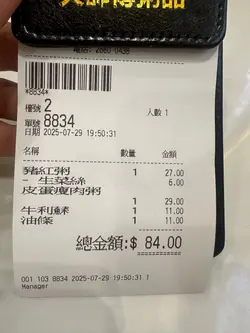 *8834*
檯號 2
人數 1
單號 8834
日期 2025-07-29 19:50:31
名稱 數量 金額
豬紅粥 1 27.00
- 生菜絲 6.00
皮蛋瘦肉粥
1 29.00
牛利酥 1 11.00
油條 1 11.00
總金額:$ 84.00
001 103 8834 2025-07-29 19:50:31 1
Manager